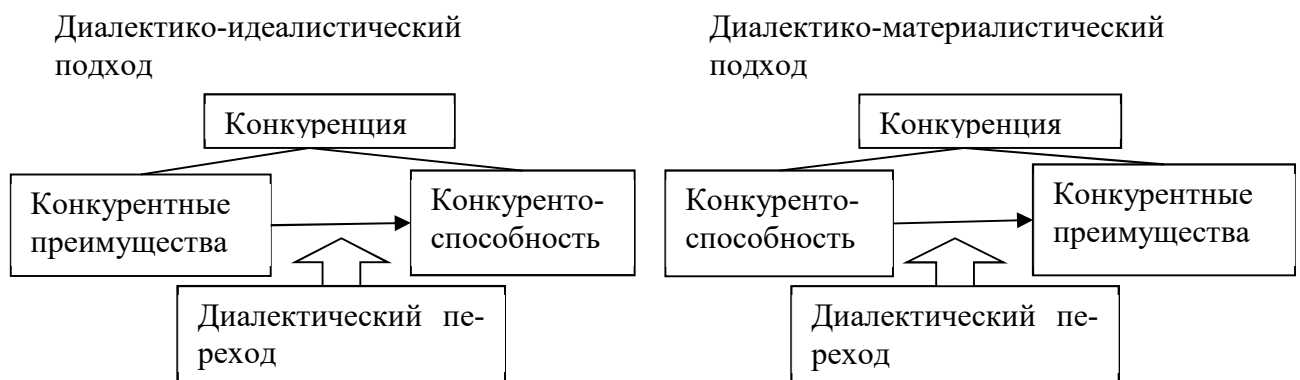 Диалектико-идеалистический
подход
Конкуренция
Конкурентные
преимущества
Конкуренто-
способность
Диалектический пе-
реход
Диалектико-материалистический
подход
Конкуренция
Конкуренто-
способность
Конкурентные
преимущества
Диалектический пе-
реход